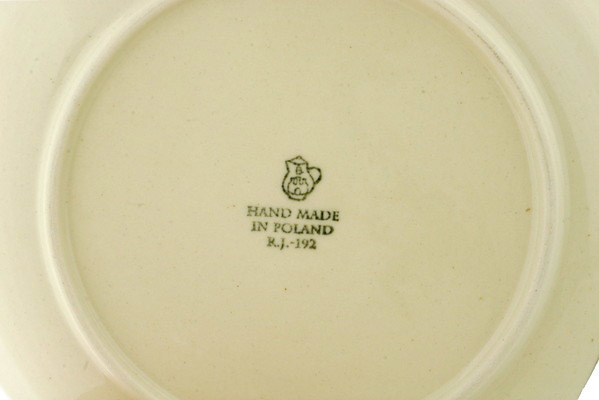 HAND MADE
IN POLAND
R.J.-192